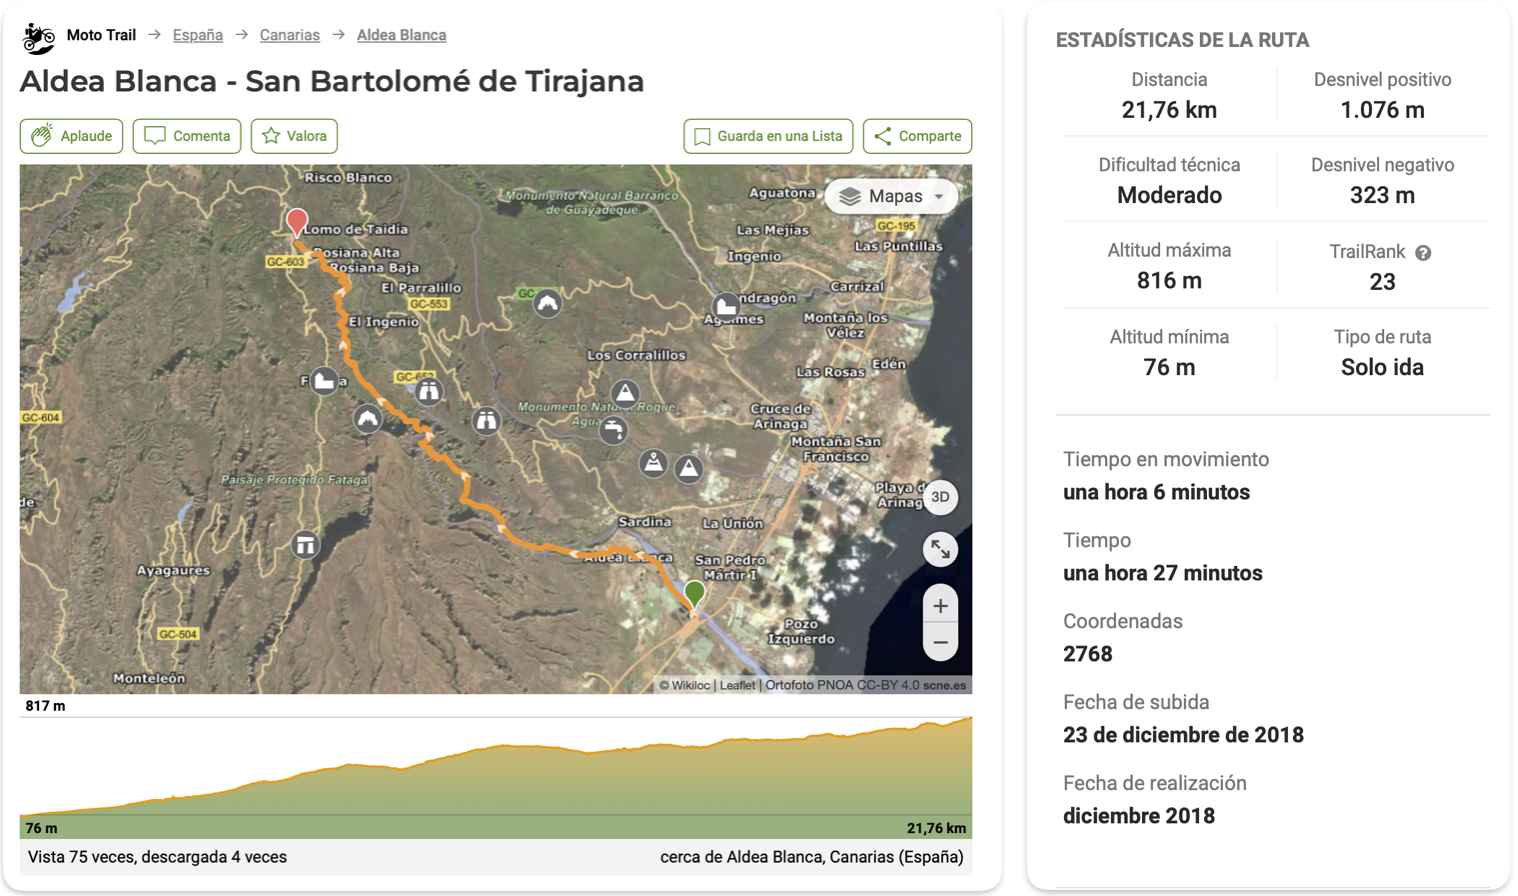 Moto Trail → España → Canarias → Aldea Blanca
Aldea Blanca - San Bartolomé de Tirajana
Aplaude
Comenta
Valora
Guarda en una Lista
Comparte
Mapas
Risco Blanco
Lomo de Taidía
GC-603
Rosiana Alta
Rosiana Baja
El Parralillo
GC-553
El Ingenio
Monumento Natural Barranco
de Guayadeque
Aguatona
GC-195
Las Mejías
Las Puntillas
Ingenio
Carrizal
ndragón
Montaña los
Vélez
Los Corralillos
Edén
Las Rosas
GC-604
Monumento Natural Roque
Cruce de
Arinaga
Montaña San
Francisco
Paisaje Protegido Fataga
Playa d
Arinag
3D
Sardina
La Unión
Aldea Blanca
San Pedro
Mártir I
Ayagaures
GC-504
Pozo
Izquierdo
Monteleón
+
−
© Wikiloc | Leaflet | Ortofoto PNOA CC-BY 4.0 scne.es
817 m
76 m
21,76 km
Vista 75 veces, descargada 4 veces
cerca de Aldea Blanca, Canarias (España)
ESTADÍSTICAS DE LA RUTA
Distancia
21,76 km
Desnivel positivo
1.076 m
Dificultad técnica
Moderado
Desnivel negativo
323 m
Altitud máxima
816 m
TrailRank ?
23
Altitud mínima
76 m
Tipo de ruta
Solo ida
Tiempo en movimiento
una hora 6 minutos
Tiempo
una hora 27 minutos
Coordenadas
2768
Fecha de subida
23 de diciembre de 2018
Fecha de realización
diciembre 2018